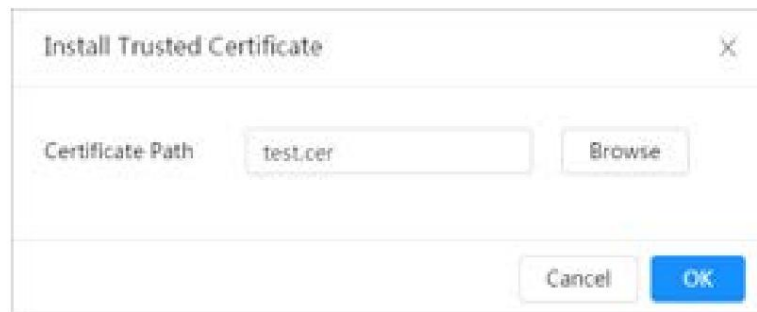 Install Trusted Certificate
Certificate Path test.cer Browse
Cancel OK